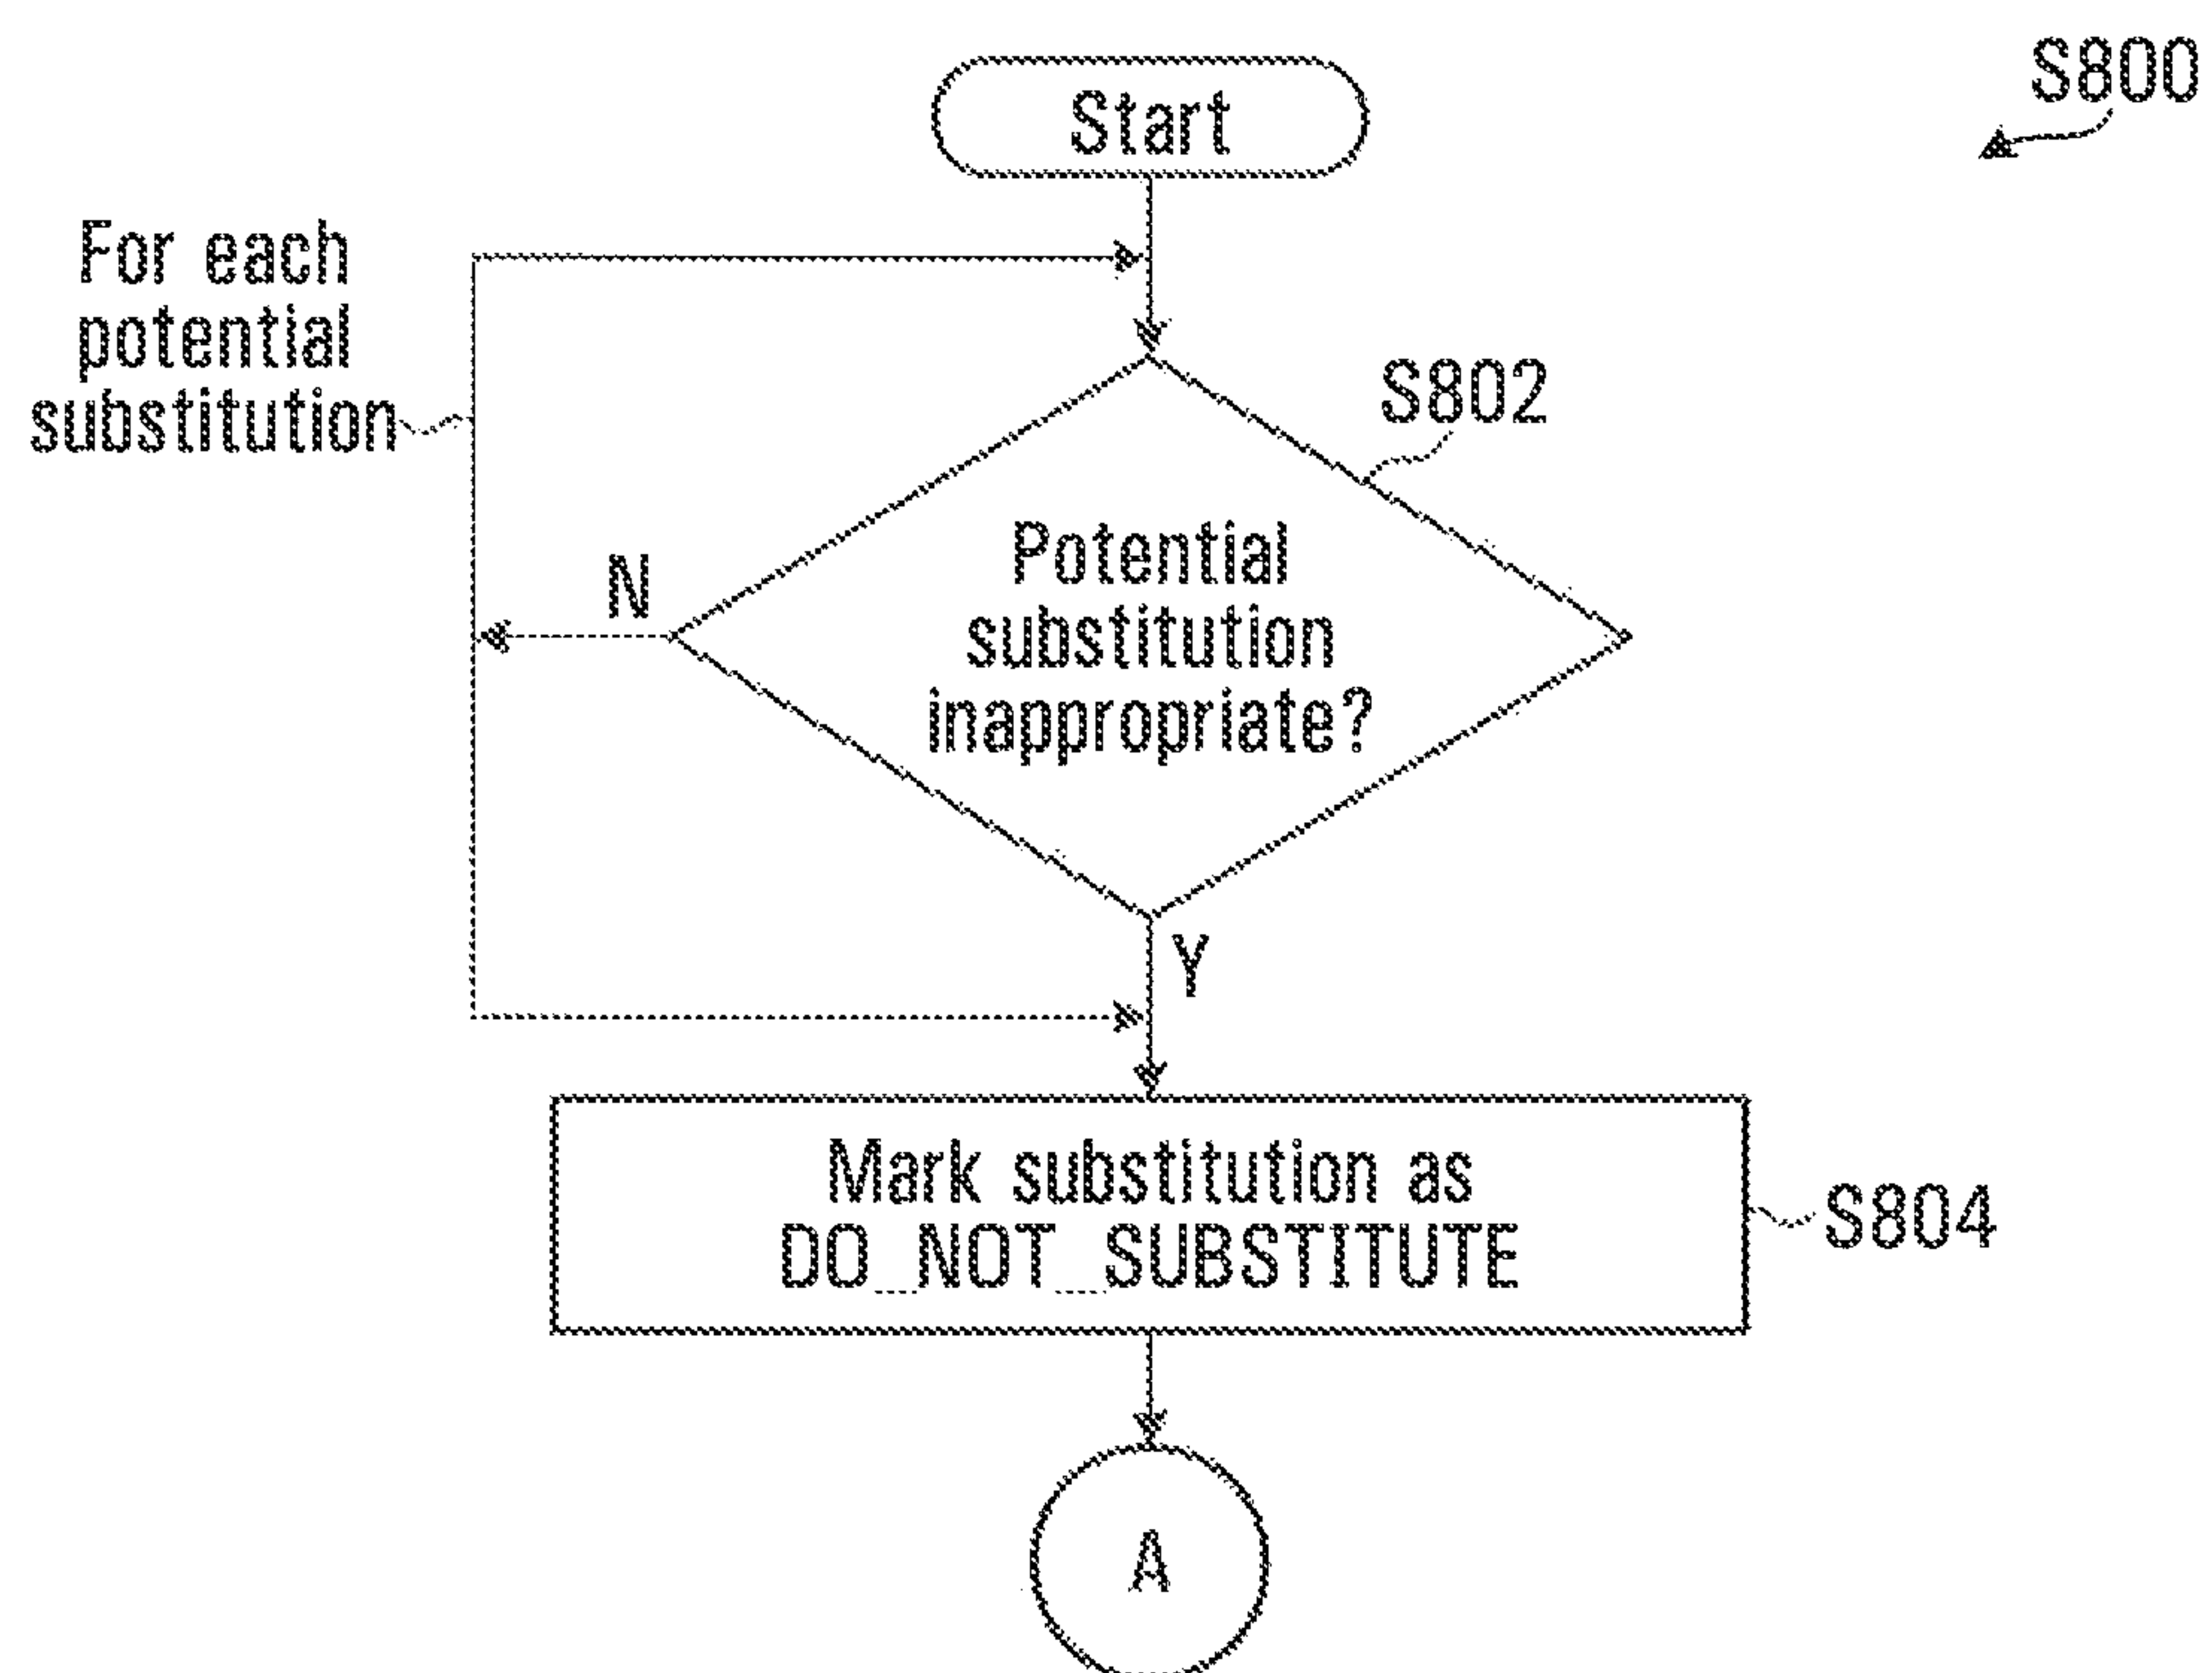 S800
Start
For each
potential
substitution
S802
N
Potential
substitution
inappropriate?
Y
Mark substitution as
DO_NOT_SUBSTITUTE
S804
A